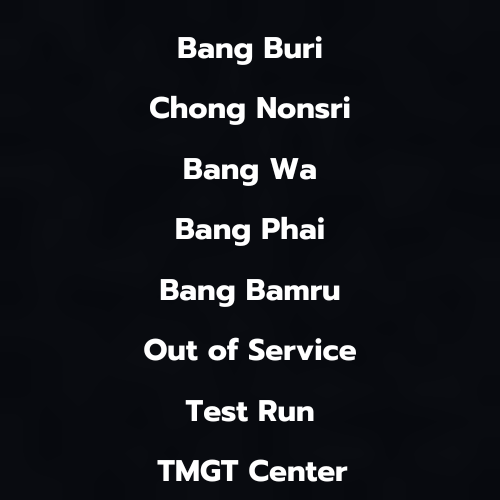 Bang Buri
Chong Nonsri
Bang Wa
Bang Phai
Bang Bamru
Out of Service
Test Run
TMGT Center